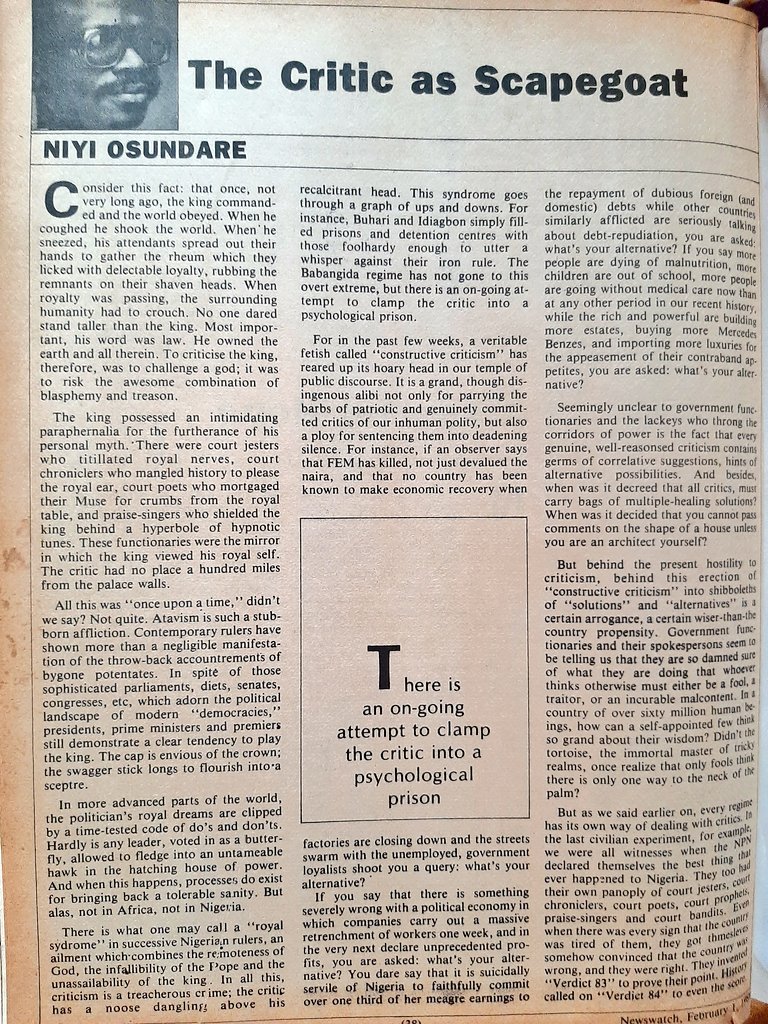 The Critic as Scapegoat
NIYI OSUNDARE
Consider this fact: that once, not
very long ago, the king command-
ed and the world obeyed. When he
coughed he shook the world. When he
sneezed, his attendants spread out their
hands to gather the rheum which they
licked with delectable loyalty, rubbing the
remnants on their shaven heads. When
royalty was passing, the surrounding
humanity had to crouch. No one dared
stand taller than the king. Most impor-
tant, his word was law. He owned the
earth and all therein. To criticise the king,
therefore, was to challenge a god; it was
to risk the awesome combination of
blasphemy and treason.
The king possessed an intimidating
paraphernalia for the furtherance of his
personal myth. There were court jesters
who titillated royal nerves, court
chroniclers who mangled history to please
the royal ear, court poets who mortgaged
their Muse for crumbs from the royal
table, and praise-singers who shielded the
king behind a hyperbole of hypnotic
tunes. These functionaries were the mirror
in which the king viewed his royal self.
The critic had no place a hundred miles
from the palace walls.
All this was "once upon a time," didn't
we say? Not quite. Atavism is such a stub-
born affliction. Contemporary rulers have
shown more than a negligible manifesta-
tion of the throw-back accountrements of
bygone potentates. In spite of those
sophisticated parliaments, diets, senates,
congresses, etc, which adorn the political
landscape of modern "democracies,"
presidents, prime ministers and premiers
still demonstrate a clear tendency to play
the king. The cap is envious of the crown;
the swagger stick longs to flourish into a
sceptre.
In more advanced parts of the world,
the politician's royal dreams are clipped
by a time-tested code of do's and don'ts.
Hardly is any leader, voted in as a butter-
fly, allowed to fledge into an untameable
hawk in the hatching house of power.
And when this happens, processes do exist
for bringing back a tolerable sanity. But
alas, not in Africa, not in Nigeria.
There is what one may call a "royal
sydrome" in successive Nigerian rulers, an
ailment which combines the remoteness of
God, the infallibility of the Pope and the
unassailability of the king. In all this,
criticism is a treacherous crime; the critic
has a noose dangling above his
recalcitrant head. This syndrome goes
through a graph of ups and downs. For
instance, Buhari and Idiagbon simply fill-
ed prisons and detention centres with
those foolhardy enough to utter a
whisper against their iron rule. The
Babangida regime has not gone to this
overt extreme, but there is an on-going at-
tempt to clamp the critic into a
psychological prison.
For in the past few weeks, a veritable
fetish called "constructive criticism" has
reared up its hoary head in our temple of
public discourse. It is a grand, though dis-
ingenous alibi not only for parrying the
barbs of patriotic and genuinely commit-
ted critics of our inhuman polity, but also
a ploy for sentencing them into deadening
silence. For instance, if an observer says
that FEM has killed, not just devalued the
naira, and that no country has been
known to make economic recovery when
There is
an on-going
attempt to clamp
the critic into a
psychological
prison
factories are closing down and the streets
swarm with the unemployed, government
loyalists shoot you a query: what's your
alternative?
If you say that there is something
severely wrong with a political economy in
which companies carry out a massive
retrenchment of workers one week, and in
the very next declare unprecedented pro-
fits, you are asked: what's your alter-
native? You dare say that it is suicidally
servile of Nigeria to faithfully commit
over one third of her meagre earnings to
the repayment of dubious foreign (and
domestic) debts while other countries
similarly afflicted are seriously talking
about debt-repudiation, you are asked:
what's your alternative? If you say more
people are dying of malnutrition, more
children are out of school, more people
are going without medical care now than
at any other period in our recent history,
while the rich and powerful are building
more estates, buying more Mercedes
Benzes, and importing more luxuries for
the appeasement of their contraband ap-
petites, you are asked: what's your alter-
native?
Seemingly unclear to government func-
tionaries and the lackeys who throng the
corridors of power is the fact that every
genuine, well-reasonsed criticism contains
germs of correlative suggestions, hints of
alternative possibilities. And besides,
when was it decreed that all critics, must
carry bags of multiple-healing solutions?
When was it decided that you cannot pass
comments on the shape of a house unless
you are an architect yourself?
But behind the present hostility to
criticism, behind this erection of
"constructive criticism" into shibboleths
of "solutions" and "alternatives" is a
certain arrogance, a certain wiser-than-the
country propensity. Government func-
tionaries and their spokespersons seem to
be telling us that they are so damned sure
of what they are doing that whoever
thinks otherwise must either be a fool, a
traitor, or an incurable malcontent. In a
country of over sixty million human be-
ings, how can a self-appointed few think
so grand about their wisdom? Didn't the
tortoise, the immortal master of tricky
realms, once realize that only fools think
there is only one way to the neck of the
palm?
But as we said earlier on, every regime
has its own way of dealing with critics. In
the last civilian experiment, for example,
we were all witnesses when the NPN
declared themselves the best thing that
ever happened to Nigeria. They too had
their own panoply of court jesters, court
chroniclers, court poets, court prophets,
praise-singers and court bandits. Even
when there was every sign that the country
was tired of them, they got themselves
somehow convinced that the country was
wrong, and they were right. They invented
"Verdict 83" to prove their point. History
called on "Verdict 84" to even the score.
(28)
Newswatch, February 1,